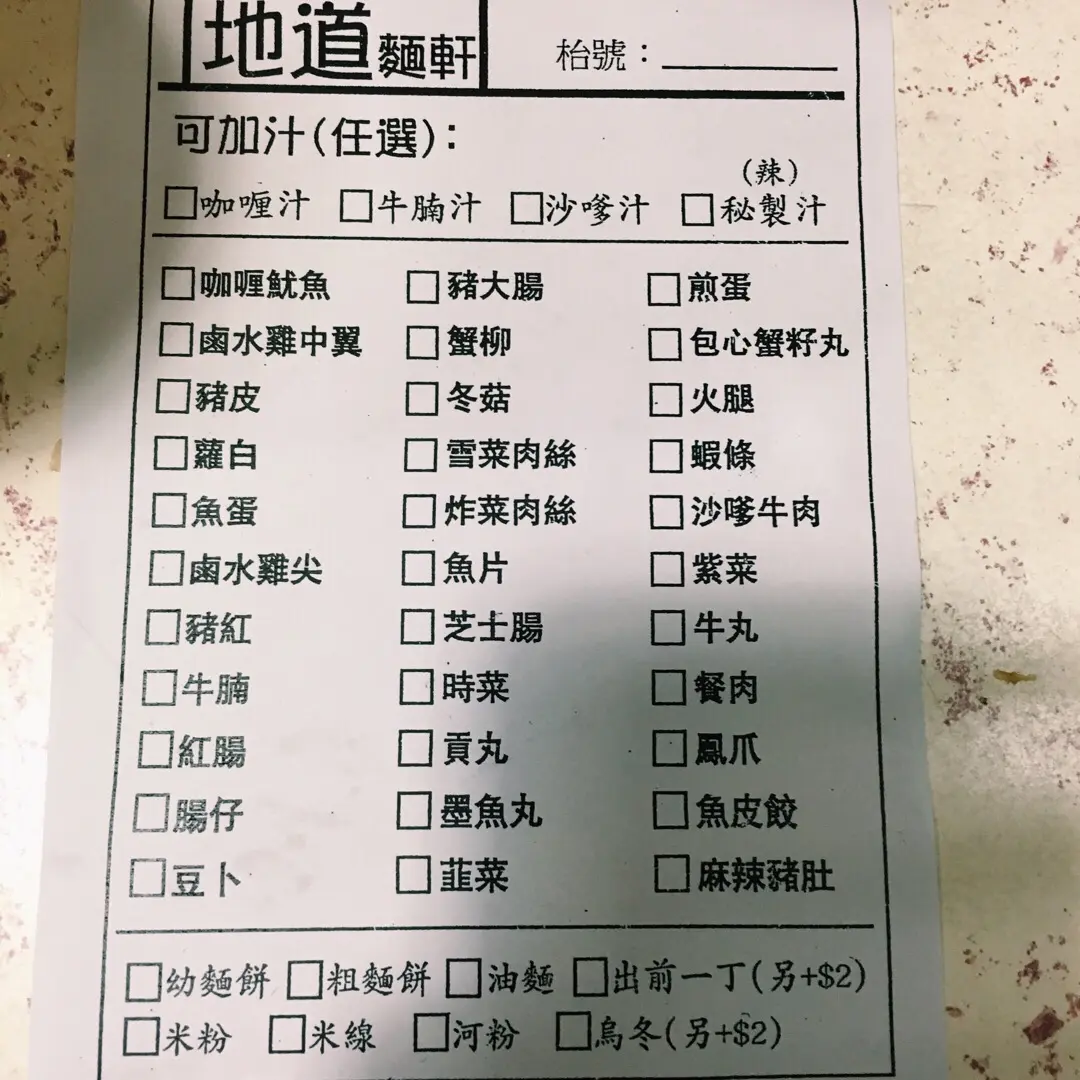 地道麵軒 枱號：
可加汁(任選)：
(辣)
□咖喱汁 □牛腩汁 □沙嗲汁 □秘製汁
□咖喱魷魚 □豬大腸 □煎蛋
□鹵水雞中翼 □蟹柳 □包心蟹籽丸
□豬皮 □冬菇 □火腿
□蘿白 □雪菜肉絲 □蝦條
□魚蛋 □炸菜肉絲 □沙嗲牛肉
□鹵水雞尖 □魚片 □紫菜
□豬紅 □芝士腸 □牛丸
□牛腩 □時菜 □餐肉
□紅腸 □貢丸 □鳳爪
□腸仔 □墨魚丸 □魚皮餃
□豆卜 □韮菜 □麻辣豬肚
□幼麵餅 □粗麵餅 □油麵 □出前一丁(另+$2)
□米粉 □米線 □河粉 □烏冬(另+$2)